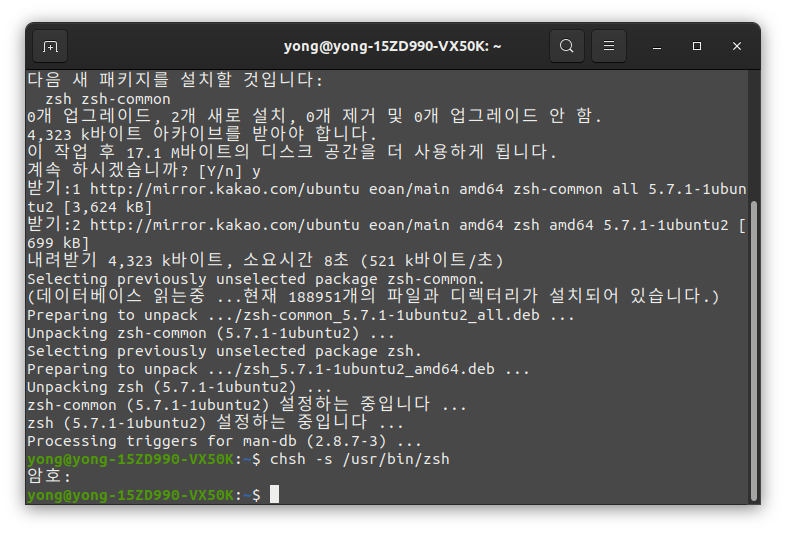 yong@yong-15ZD990-VX50K: ~
다음 새 패키지를 설치할 것입니다:
  zsh zsh-common
0개 업그레이드, 2개 새로 설치, 0개 제거 및 0개 업그레이드 안 함.
4,323 k바이트 아카이브를 받아야 합니다.
이 작업 후 17.1 M바이트의 디스크 공간을 더 사용하게 됩니다.
계속 하시겠습니까? [Y/n] y
받기:1 http://mirror.kakao.com/ubuntu eoan/main amd64 zsh-common all 5.7.1-1ubun
tu2 [3,624 kB]
받기:2 http://mirror.kakao.com/ubuntu eoan/main amd64 zsh amd64 5.7.1-1ubuntu2 [
699 kB]
내려받기 4,323 k바이트, 소요시간 8초 (521 k바이트/초)
Selecting previously unselected package zsh-common.
(데이터베이스 읽는중 ...현재 188951개의 파일과 디렉터리가 설치되어 있습니다.)
Preparing to unpack .../zsh-common_5.7.1-1ubuntu2_all.deb ...
Unpacking zsh-common (5.7.1-1ubuntu2) ...
Selecting previously unselected package zsh.
Preparing to unpack .../zsh_5.7.1-1ubuntu2_amd64.deb ...
Unpacking zsh (5.7.1-1ubuntu2) ...
zsh-common (5.7.1-1ubuntu2) 설정하는 중입니다 ...
zsh (5.7.1-1ubuntu2) 설정하는 중입니다 ...
Processing triggers for man-db (2.8.7-3) ...
yong@yong-15ZD990-VX50K:~$ chsh -s /usr/bin/zsh
암호:
yong@yong-15ZD990-VX50K:~$